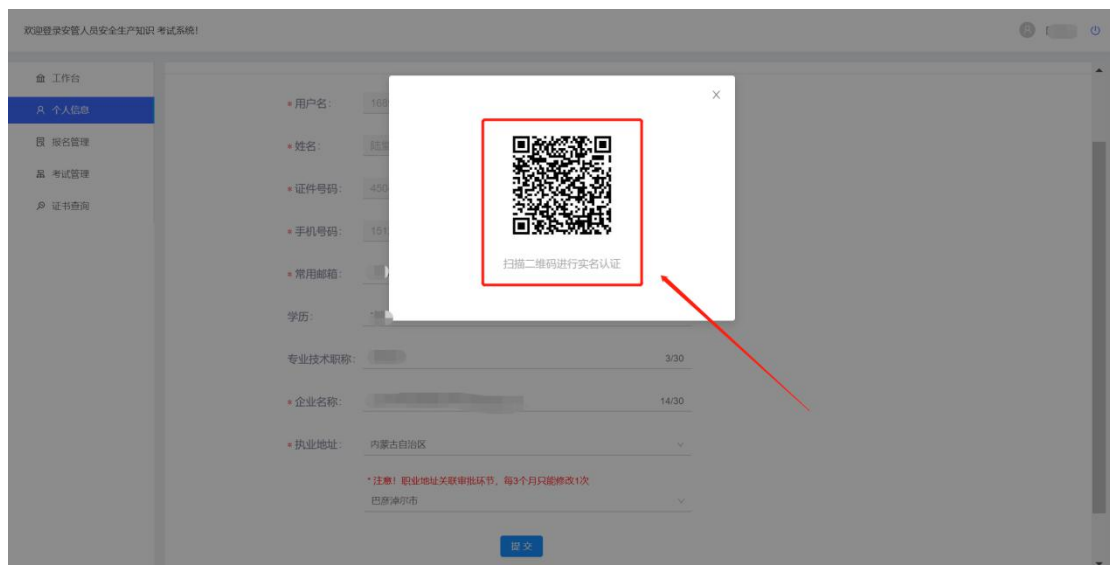 欢迎登录安管人员安全生产知识 考试系统！
工作台
个人信息
报名管理
考试管理
证书查询
*用户名：
*姓名：
*证件号码：
*手机号码：
*常用邮箱：
学历：
专业技术职称： 3/30
*企业名称： 14/30
*执业地址： 内蒙古自治区
*注意！职业地址关联审批环节，每3个月只能修改1次
巴彦淖尔市
提 交
扫描二维码进行实名认证